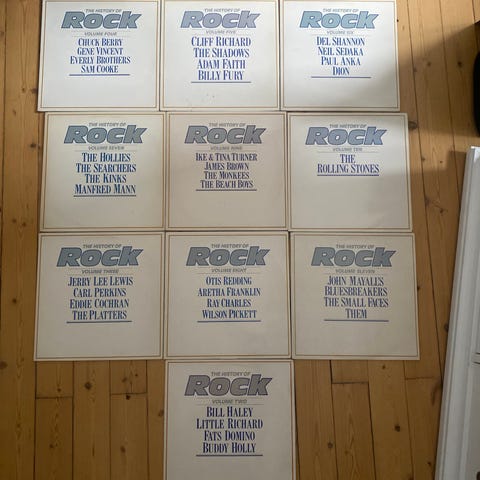 THE HISTORY OF
Rock
VOLUME FOUR
CHUCK BERRY
GENE VINCENT
EVERLY BROTHERS
SAM COOKE
Rock
VOLUME FIVE
CLIFF RICHARD
THE SHADOWS
ADAM FAITH
BILLY FURY
THE HISTORY OF
Rock
VOLUME SIX
DEL SHANNON
NEIL SEDAKA
PAUL ANKA
DION
THE HISTORY OF
Rock
VOLUME SEVEN
THE HOLLIES
THE SEARCHERS
THE KINKS
MANFRED MANN
THE HISTORY OF
Rock
VOLUME NINE
IKE & TINA TURNER
JAMES BROWN
THE MONKEES
THE BEACH BOYS
THE HISTORY OF
Rock
VOLUME TEN
THE
ROLLING STONES
THE HISTORY OF
Rock
VOLUME THREE
JERRY LEE LEWIS
CARL PERKINS
EDDIE COCHRAN
THE PLATTERS
THE HISTORY OF
Rock
VOLUME EIGHT
OTIS REDDING
ARETHA FRANKLIN
RAY CHARLES
WILSON PICKETT
THE HISTORY OF
Rock
VOLUME ELEVEN
JOHN MAYALL'S
BLUESBREAKERS
THE SMALL FACES
THEM
THE HISTORY OF
Rock
VOLUME TWO
BILL HALEY
LITTLE RICHARD
FATS DOMINO
BUDDY HOLLY